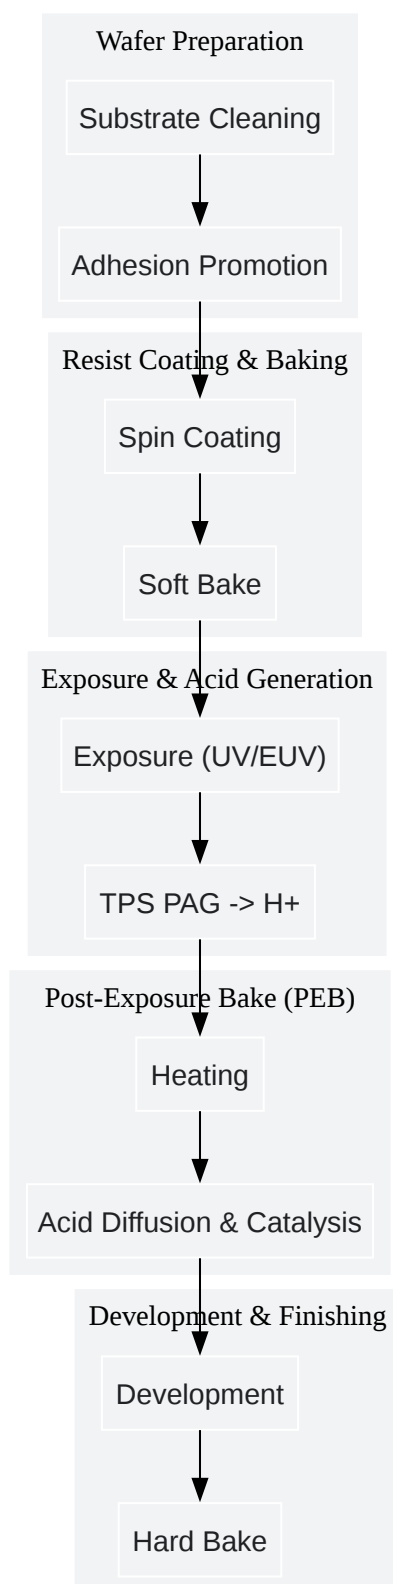 Wafer Preparation
Substrate Cleaning
Adhesion Promotion
Resist Coating & Baking
Spin Coating
Soft Bake
Exposure & Acid Generation
Exposure (UV/EUV)
TPS PAG -> H+
Post-Exposure Bake (PEB)
Heating
Acid Diffusion & Catalysis
Development & Finishing
Development
Hard Bake